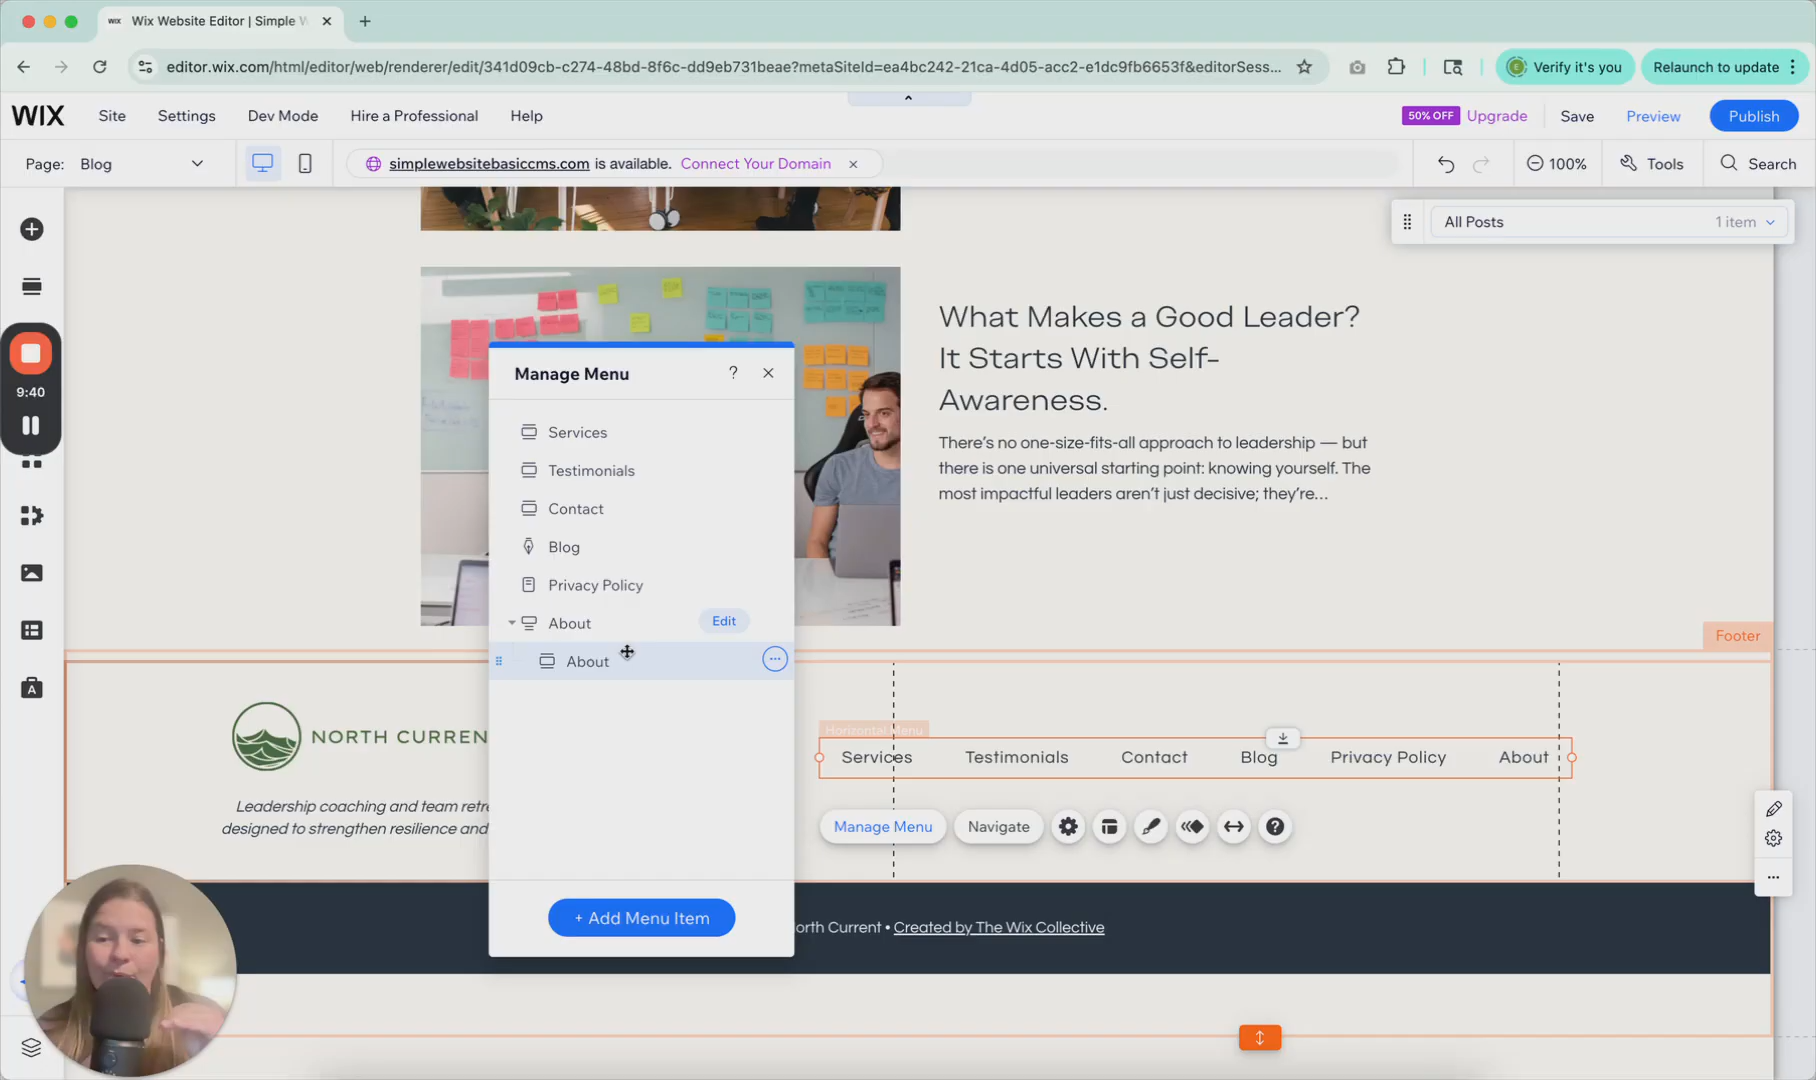 WIX
Wix Website Editor | Simple W
editor.wix.com/html/editor/web/renderer/edit/341d09cb-c274-48bd-8f6c-dd9eb731beae?metaSiteId=ea4bc242-21ca-4d05-acc2-e1dc9fb6653f&editorSess...
Verify it's you
Relaunch to update
WIX
Site
Settings
Dev Mode
Hire a Professional
Help
50% OFF
Upgrade
Save
Preview
Publish
Page: Blog
simplewebsitebasiccms.com is available. Connect Your Domain
100%
Tools
Search
All Posts
1 item
9:40
What Makes a Good Leader?
It Starts With Self-
Awareness.
There's no one-size-fits-all approach to leadership — but
there is one universal starting point: knowing yourself. The
most impactful leaders aren't just decisive; they're...
Manage Menu
?
Services
Testimonials
Contact
Blog
Privacy Policy
About
Edit
About
+ Add Menu Item
Footer
NORTH CURREN
Leadership coaching and team retre
designed to strengthen resilience and
Horizontal Menu
Services
Testimonials
Contact
Blog
Privacy Policy
About
Manage Menu
Navigate
?
orth Current • Created by The Wix Collective
A